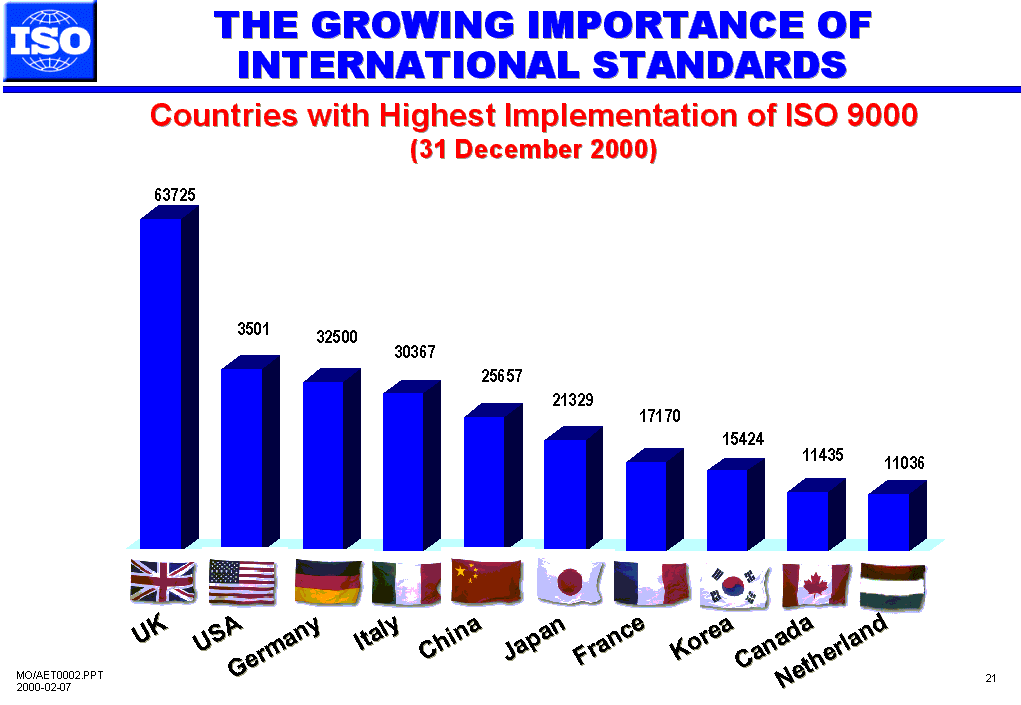 ISO
THE GROWING IMPORTANCE OF
INTERNATIONAL STANDARDS
Countries with Highest Implementation of ISO 9000
(31 December 2000)
63725
3501
32500
30367
25657
21329
17170
15424
11435
11036
UK
USA
Germany
Italy
China
Japan
France
Korea
Canada
Netherland
MO/AET0002.PPT
2000-02-07
21